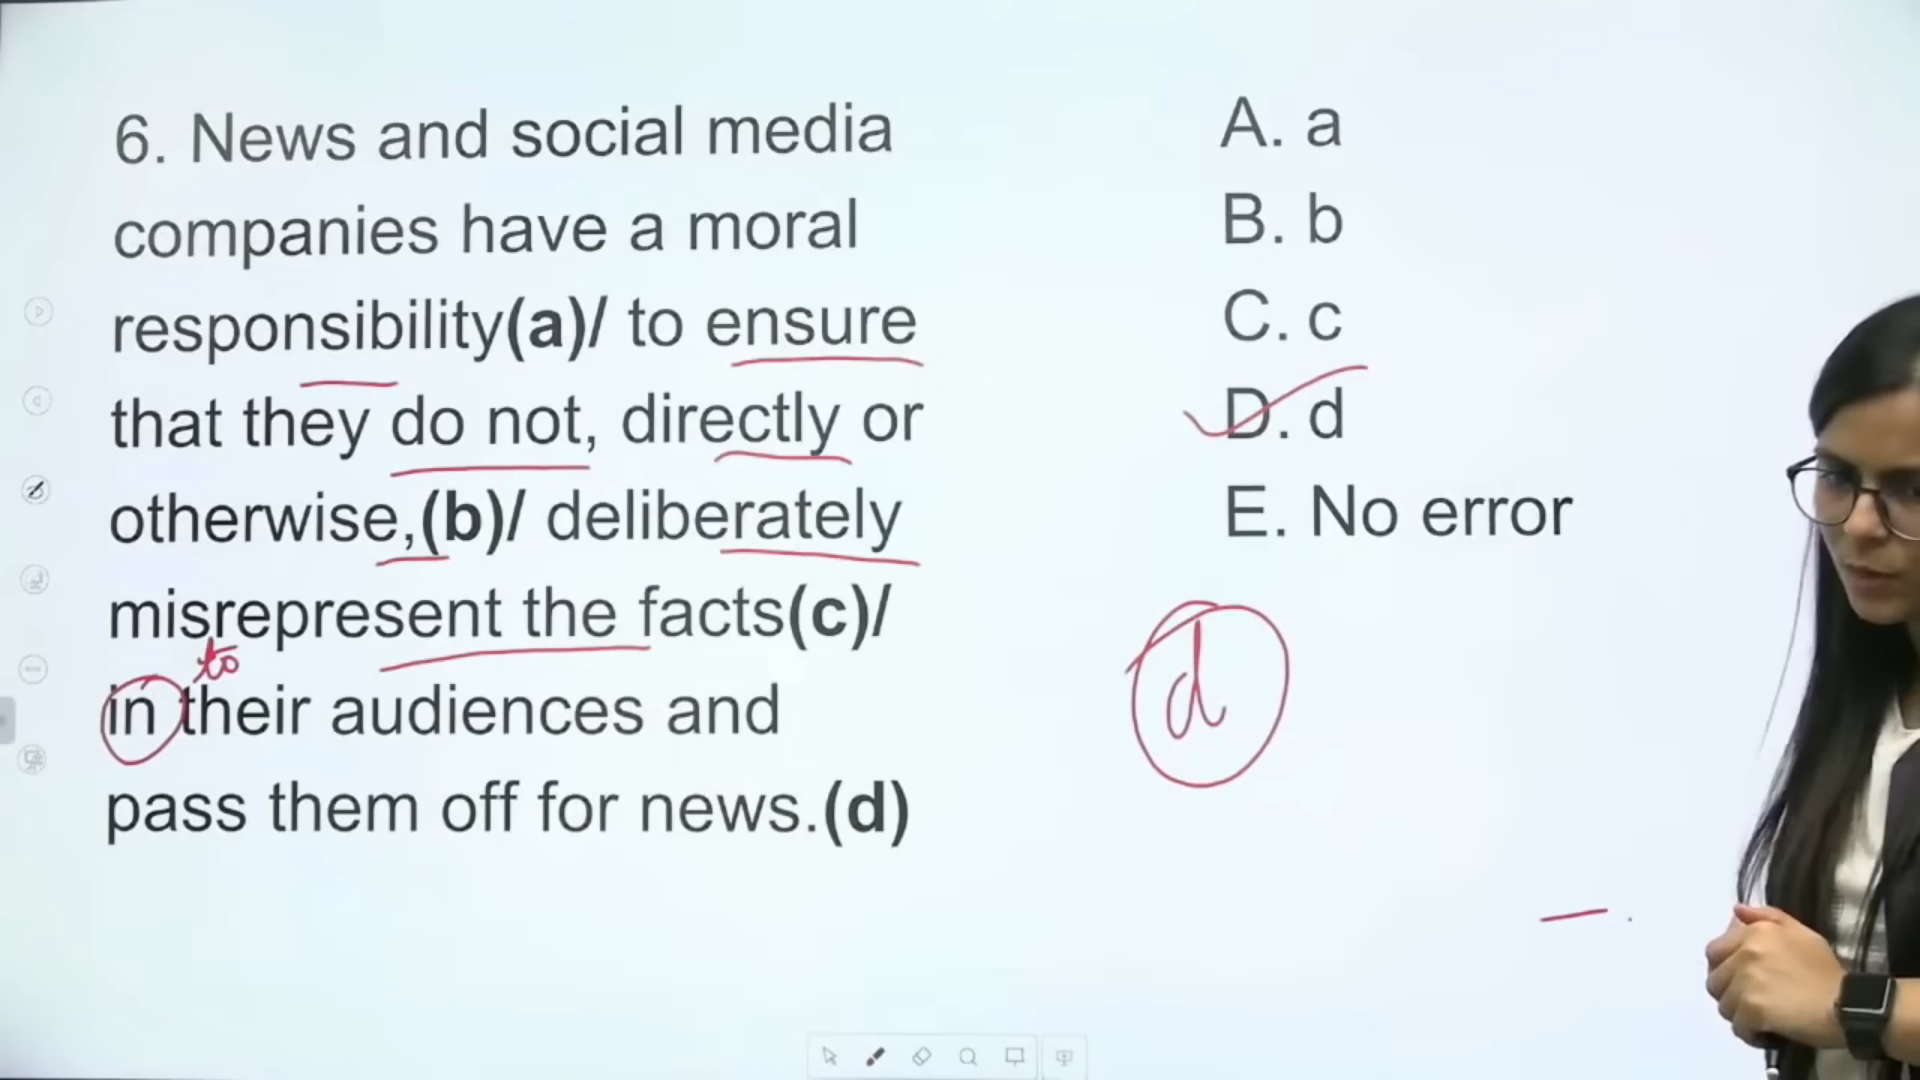 6. News and social media
companies have a moral
responsibility(a)/ to ensure
that they do not, directly or
otherwise,(b)/ deliberately
misrepresent the facts(c)/
to
in their audiences and
pass them off for news.(d)
A. a
B. b
C. c
D. d
E. No error
d